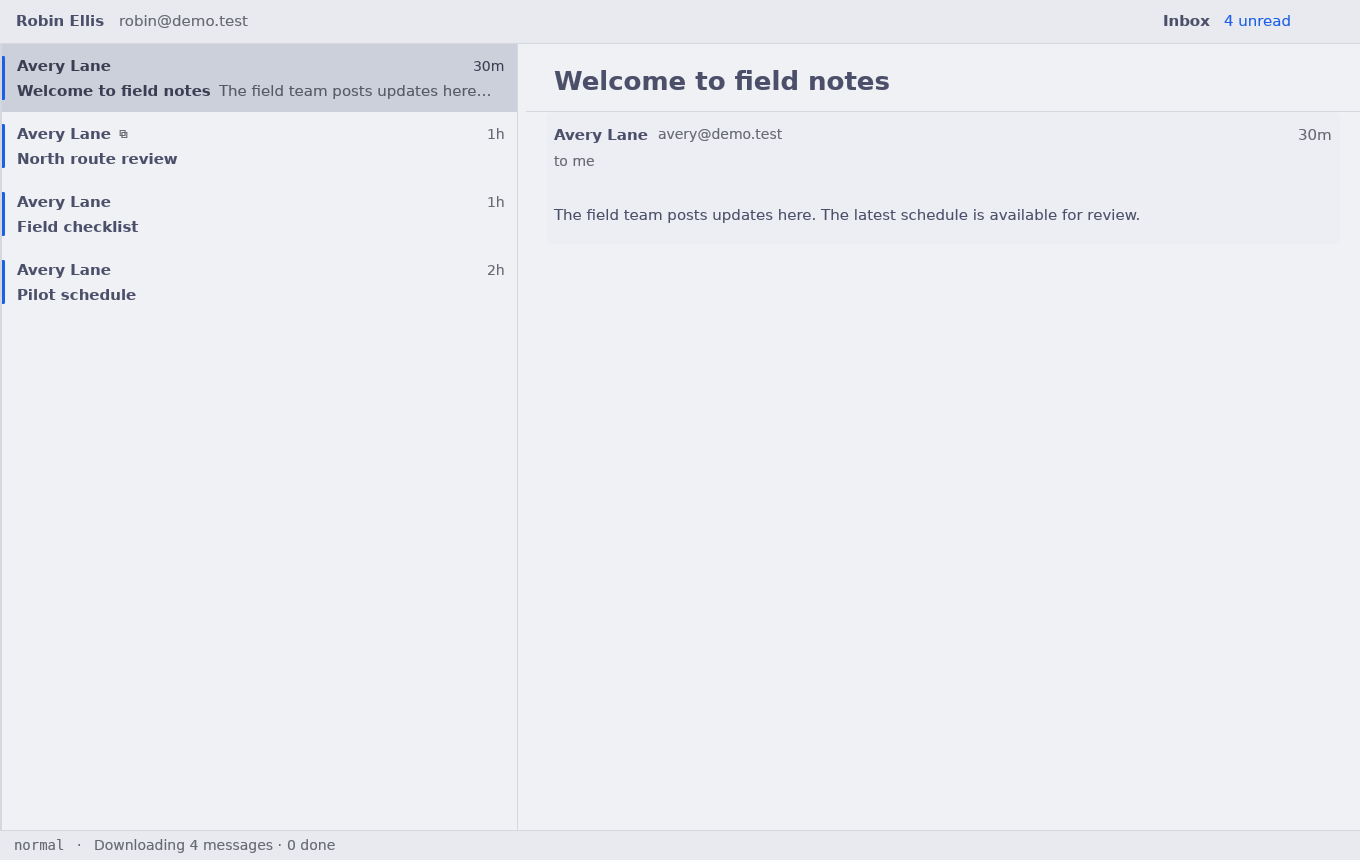 Robin Ellis robin@demo.test Inbox 4 unread
Avery Lane 30m
Welcome to field notes The field team posts updates here…
Avery Lane 1h
North route review
Avery Lane 1h
Field checklist
Avery Lane 2h
Pilot schedule
Welcome to field notes
Avery Lane avery@demo.test 30m
to me
The field team posts updates here. The latest schedule is available for review.
normal · Downloading 4 messages · 0 done